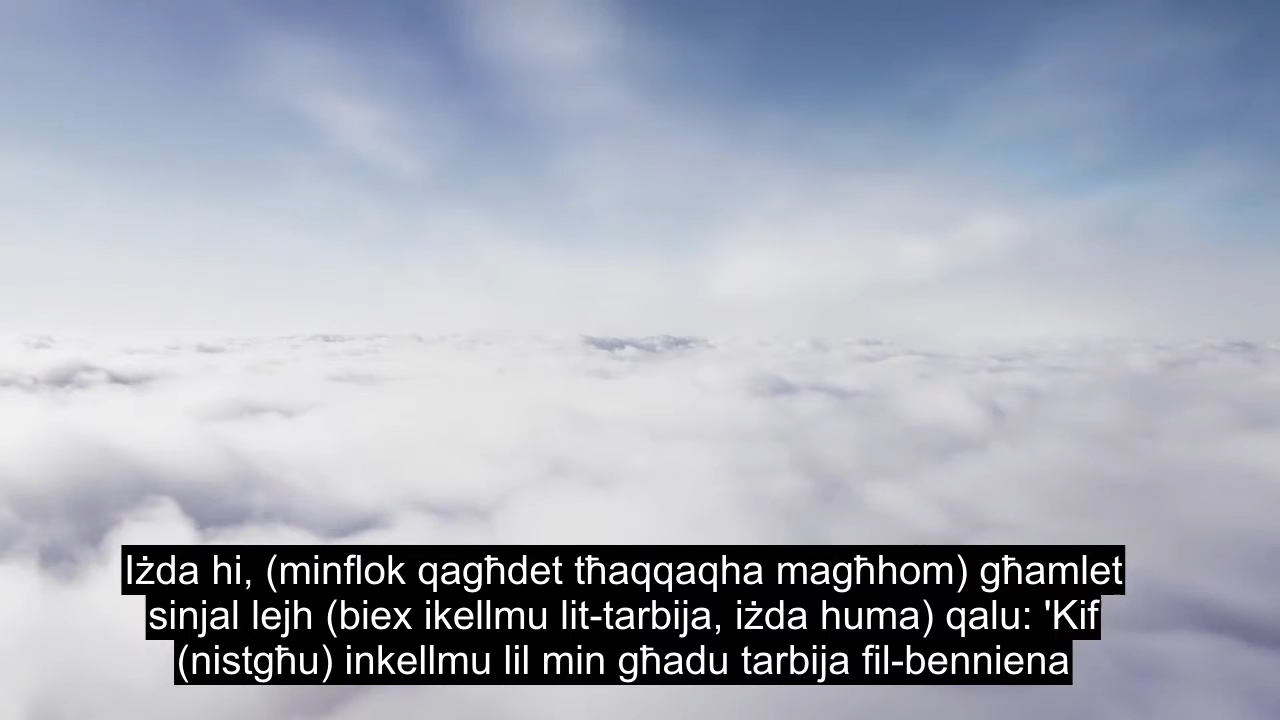 Iżda hi, (minflok qagħdet tħaqqaqha magħhom) għamlet
sinjal lejh (biex ikellmu lit-tarbija, iżda huma) qalu: 'Kif
(nistgħu) inkellmu lil min għadu tarbija fil-benniena